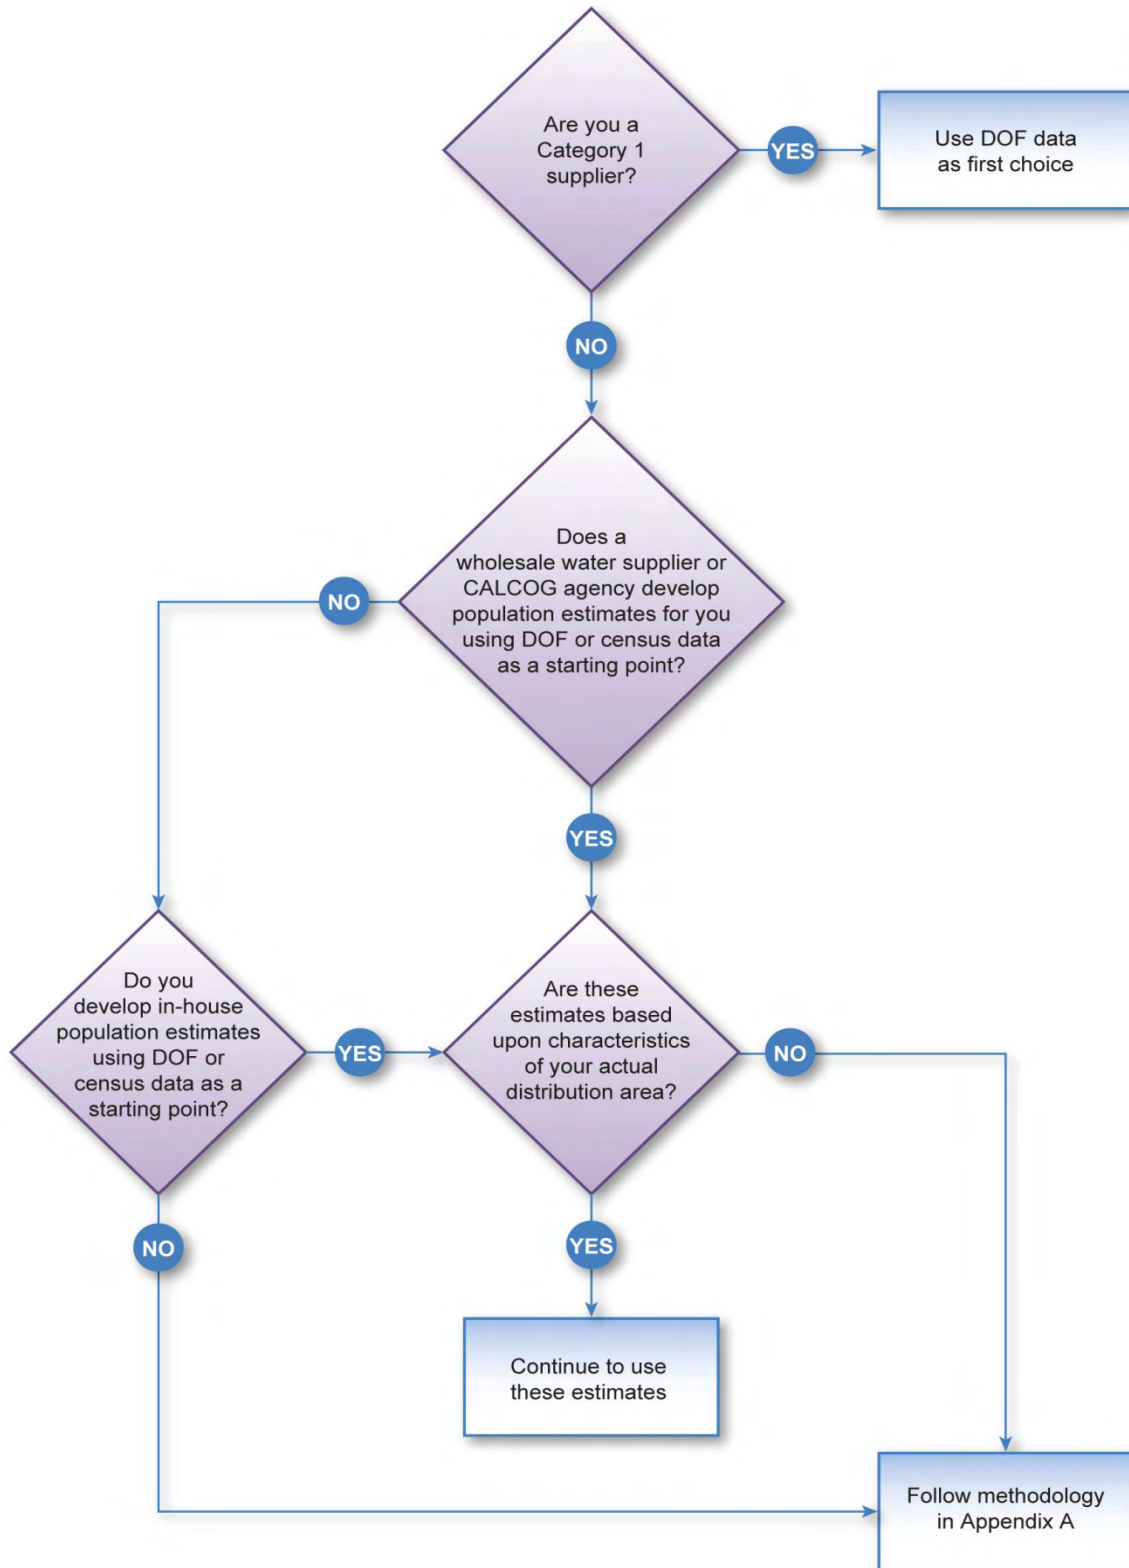 Are you a
Category 1
supplier?
YES
Use DOF data
as first choice
NO
Does a
wholesale water supplier or
CALCOG agency develop
population estimates for you
using DOF or census data
as a starting point?
NO
YES
Do you
develop in-house
population estimates
using DOF or
census data as a
starting point?
YES
Are these
estimates based
upon characteristics
of your actual
distribution area?
NO
NO
YES
Continue to use
these estimates
Follow methodology
in Appendix A